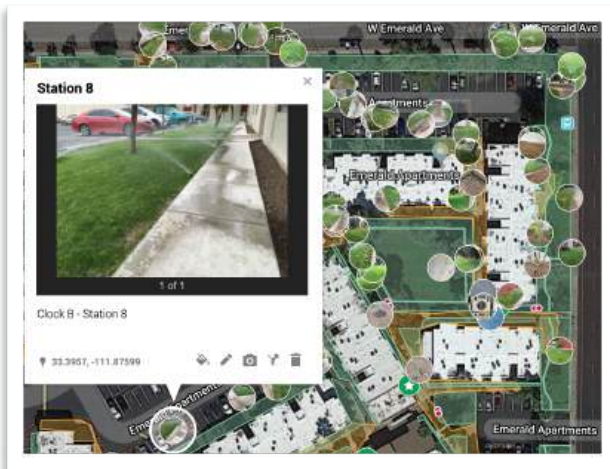 W Emerald Ave
W Emerald Ave
Station 8
×
Apartments
Emerald Apartments
1 of 1
Clock B - Station 8
33.3957, -111.87599
Emerald Apartments
Emerald Apartments